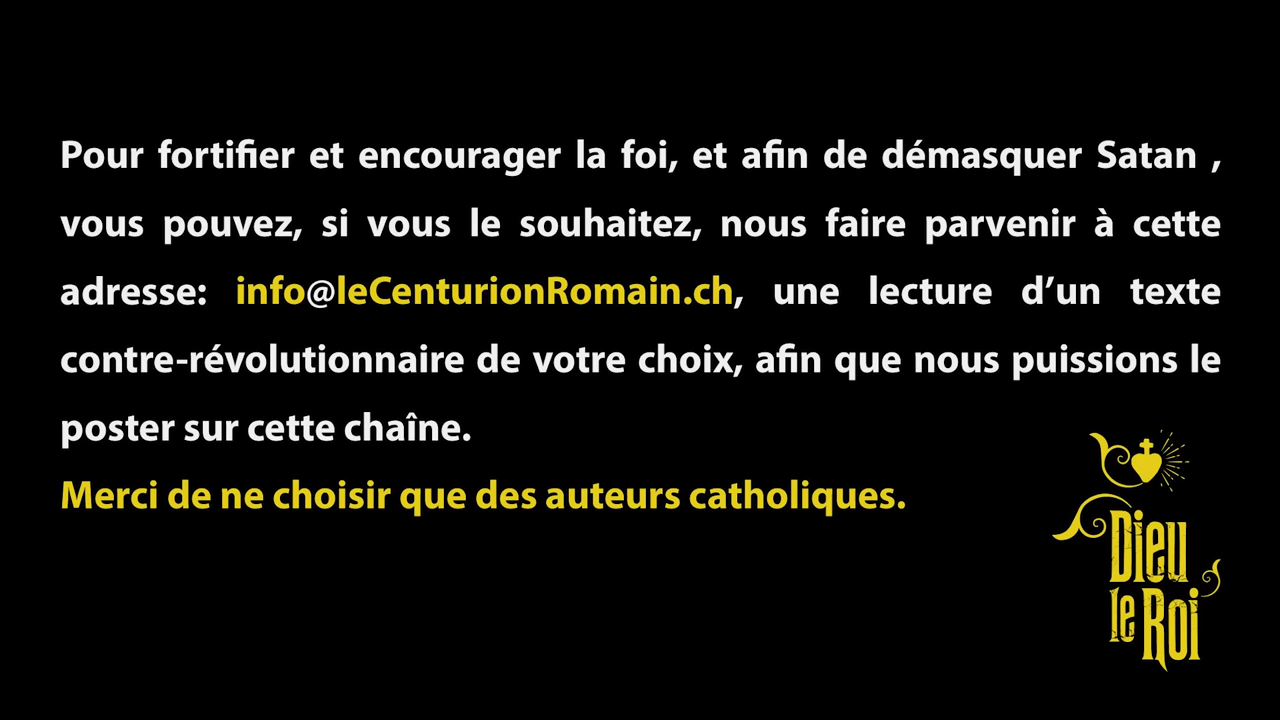 Pour fortifier et encourager la foi, et afin de démasquer Satan ,
vous pouvez, si vous le souhaitez, nous faire parvenir à cette
adresse: info@leCenturionRomain.ch, une lecture d’un texte
contre-révolutionnaire de votre choix, afin que nous puissions le
poster sur cette chaîne.
Merci de ne choisir que des auteurs catholiques.
Dieu
le Roi